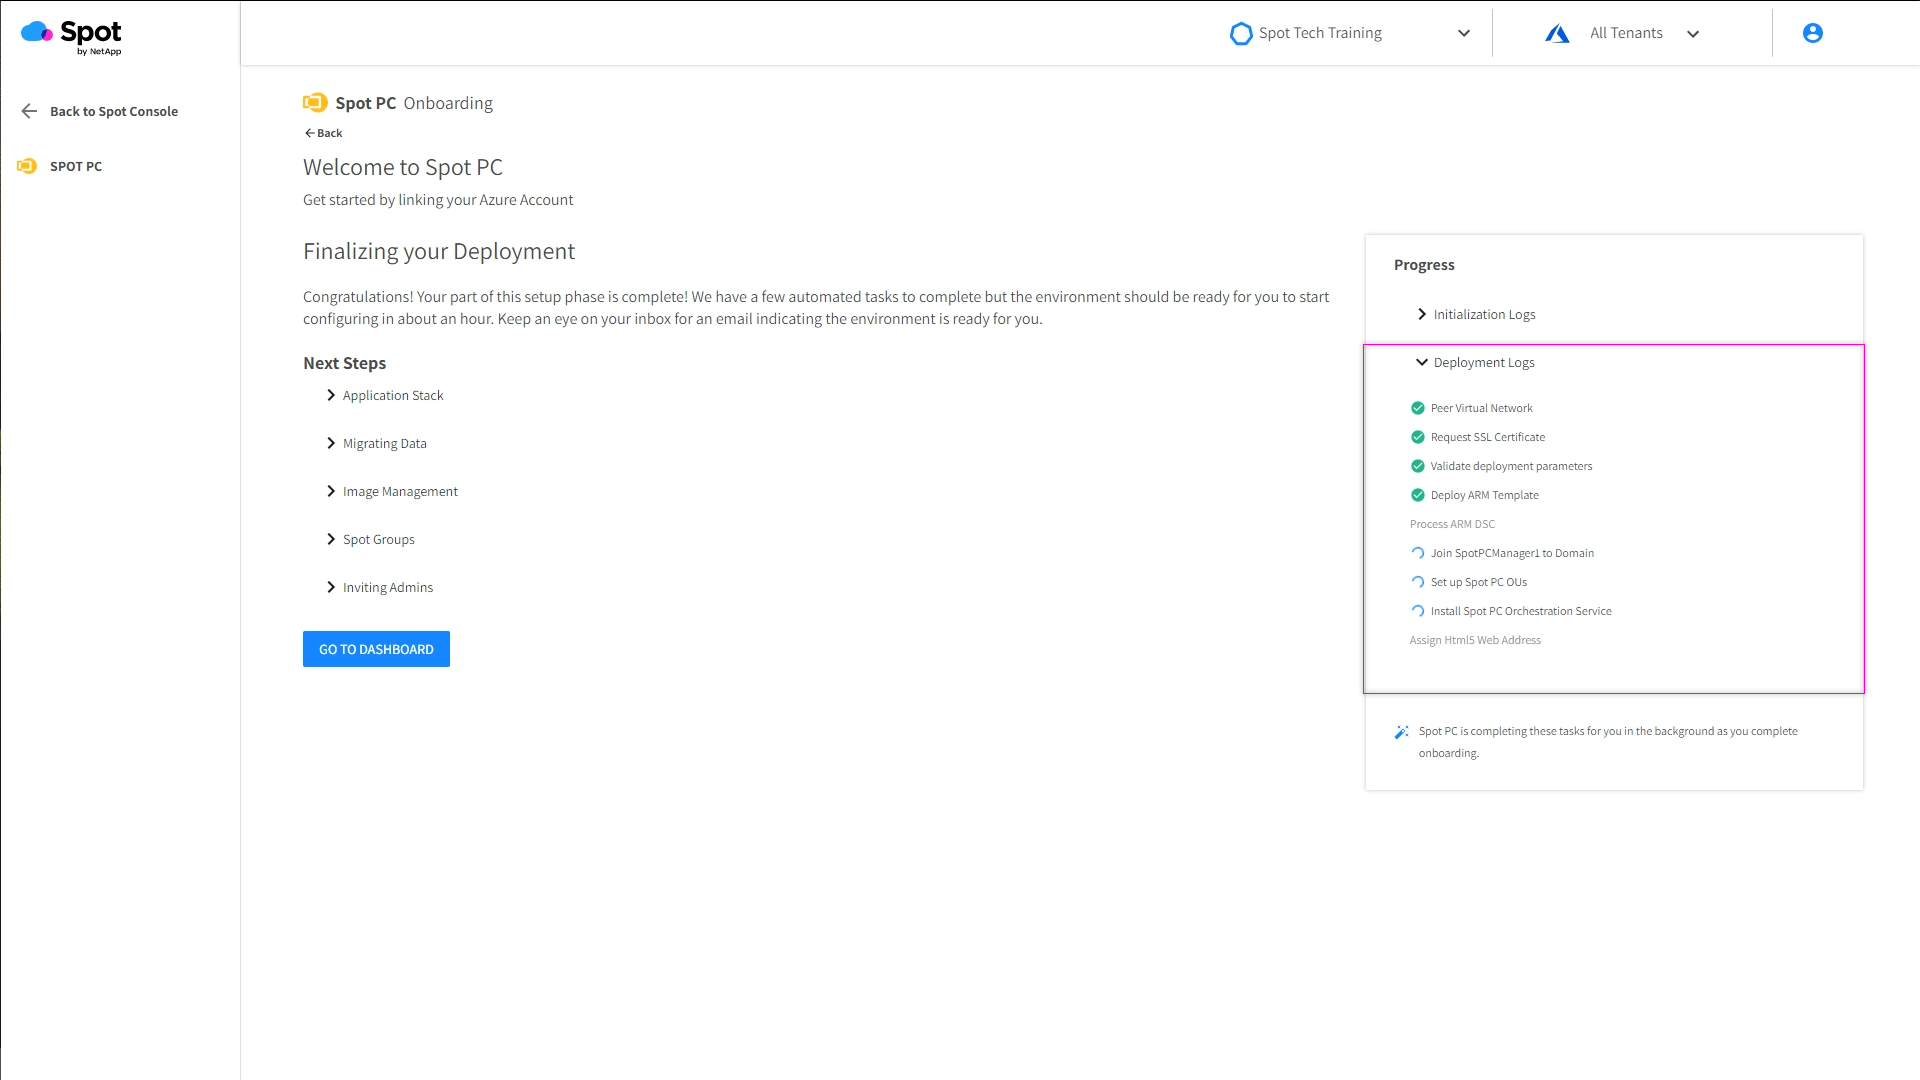 Spot
by NetApp
Spot Tech Training
All Tenants
Back to Spot Console
SPOT PC
Spot PC Onboarding
Back
Welcome to Spot PC
Get started by linking your Azure Account
Finalizing your Deployment
Congratulations! Your part of this setup phase is complete! We have a few automated tasks to complete but the environment should be ready for you to start
configuring in about an hour. Keep an eye on your inbox for an email indicating the environment is ready for you.
Next Steps
Application Stack
Migrating Data
Image Management
Spot Groups
Inviting Admins
GO TO DASHBOARD
Progress
Initialization Logs
Deployment Logs
Peer Virtual Network
Request SSL Certificate
Validate deployment parameters
Deploy ARM Template
Process ARM DSC
Join SpotPCManager1 to Domain
Set up Spot PC OUs
Install Spot PC Orchestration Service
Assign Html5 Web Address
Spot PC is completing these tasks for you in the background as you complete
onboarding.